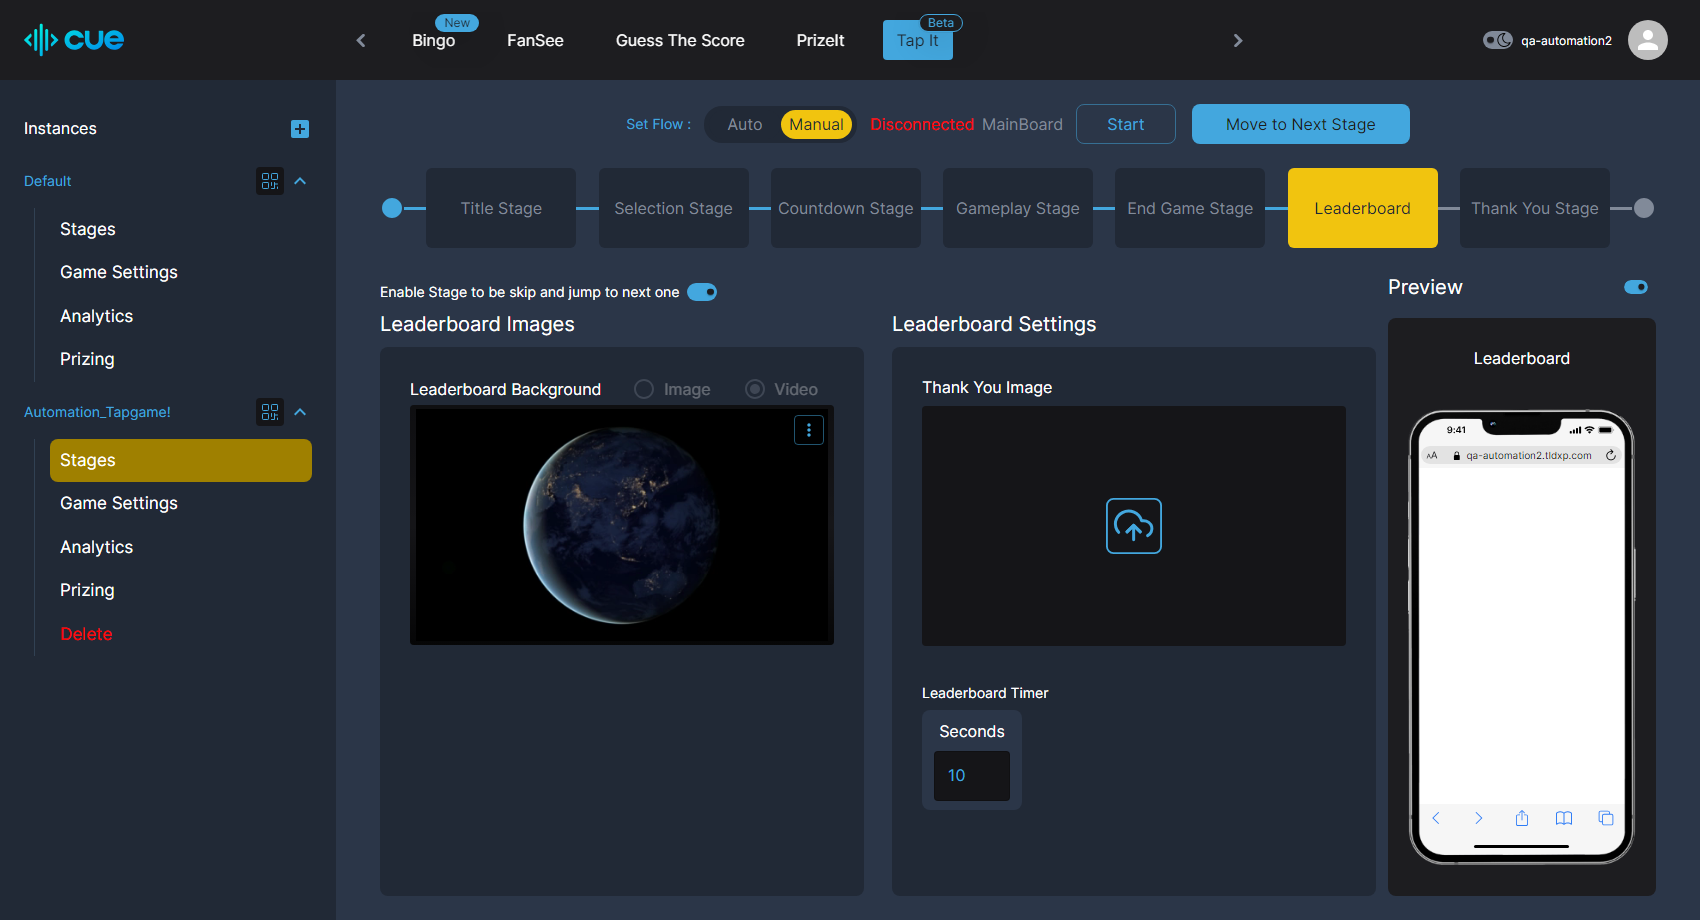 cue
New
Bingo
FanSee
Guess The Score
PrizeIt
Beta
Tap It
qa-automation2
Instances
Default
Stages
Game Settings
Analytics
Prizing
Automation_Tapgame!
Stages
Game Settings
Analytics
Prizing
Delete
Set Flow :
Auto
Manual
Disconnected MainBoard
Start
Move to Next Stage
Title Stage
Selection Stage
Countdown Stage
Gameplay Stage
End Game Stage
Leaderboard
Thank You Stage
Enable Stage to be skip and jump to next one
Leaderboard Images
Leaderboard Background
Image
Video
Leaderboard Settings
Thank You Image
Leaderboard Timer
Seconds
10
Preview
Leaderboard
9:41
AA qa-automation2.tldxp.com